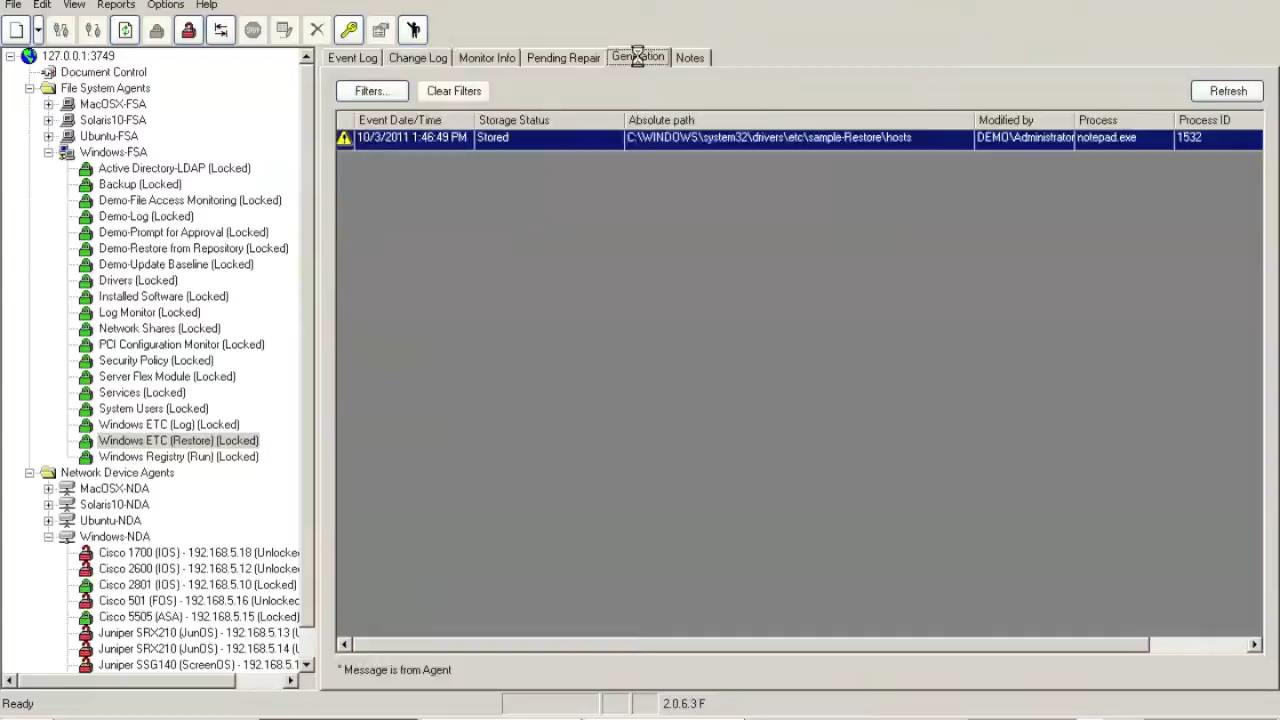 File Edit View Reports Options Help
127.0.0.1:3749
Document Control
File System Agents
MacOSX-FSA
Solaris10-FSA
Ubuntu-FSA
Windows-FSA
Active Directory-LDAP (Locked)
Backup (Locked)
Demo-File Access Monitoring (Locked)
Demo-Log (Locked)
Demo-Prompt for Approval (Locked)
Demo-Restore from Repository (Locked)
Demo-Update Baseline (Locked)
Drivers (Locked)
Installed Software (Locked)
Log Monitor (Locked)
Network Shares (Locked)
PCI Configuration Monitor (Locked)
Security Policy (Locked)
Server Flex Module (Locked)
Services (Locked)
System Users (Locked)
Windows ETC (Log) (Locked)
Windows ETC (Restore) (Locked)
Windows Registry (Run) (Locked)
Network Device Agents
MacOSX-NDA
Solaris10-NDA
Ubuntu-NDA
Windows-NDA
Cisco 1700 (IOS) - 192.168.5.18 (Unlocke
Cisco 2600 (IOS) - 192.168.5.12 (Unlocke
Cisco 2801 (IOS) - 192.168.5.10 (Locked)
Cisco 501 (FOS) - 192.168.5.16 (Unlocked
Cisco 5505 (ASA) - 192.168.5.15 (Locked)
Juniper SRX210 (JunOS) - 192.168.5.13 (U
Juniper SRX210 (JunOS) - 192.168.5.14 (L
Juniper SSG140 (ScreenOS) - 192.168.5.1
Event Log Change Log Monitor Info Pending Repair Notes
Filters... Clear Filters Refresh
Event Date/Time Storage Status Absolute path Modified by Process Process ID
10/3/2011 1:46:49 PM Stored C:\WINDOWS\system32\drivers\etc\sample-Restore\hosts DEMO\Administrator notepad.exe 1532
* Message is from Agent
Ready 2.0.6.3 F